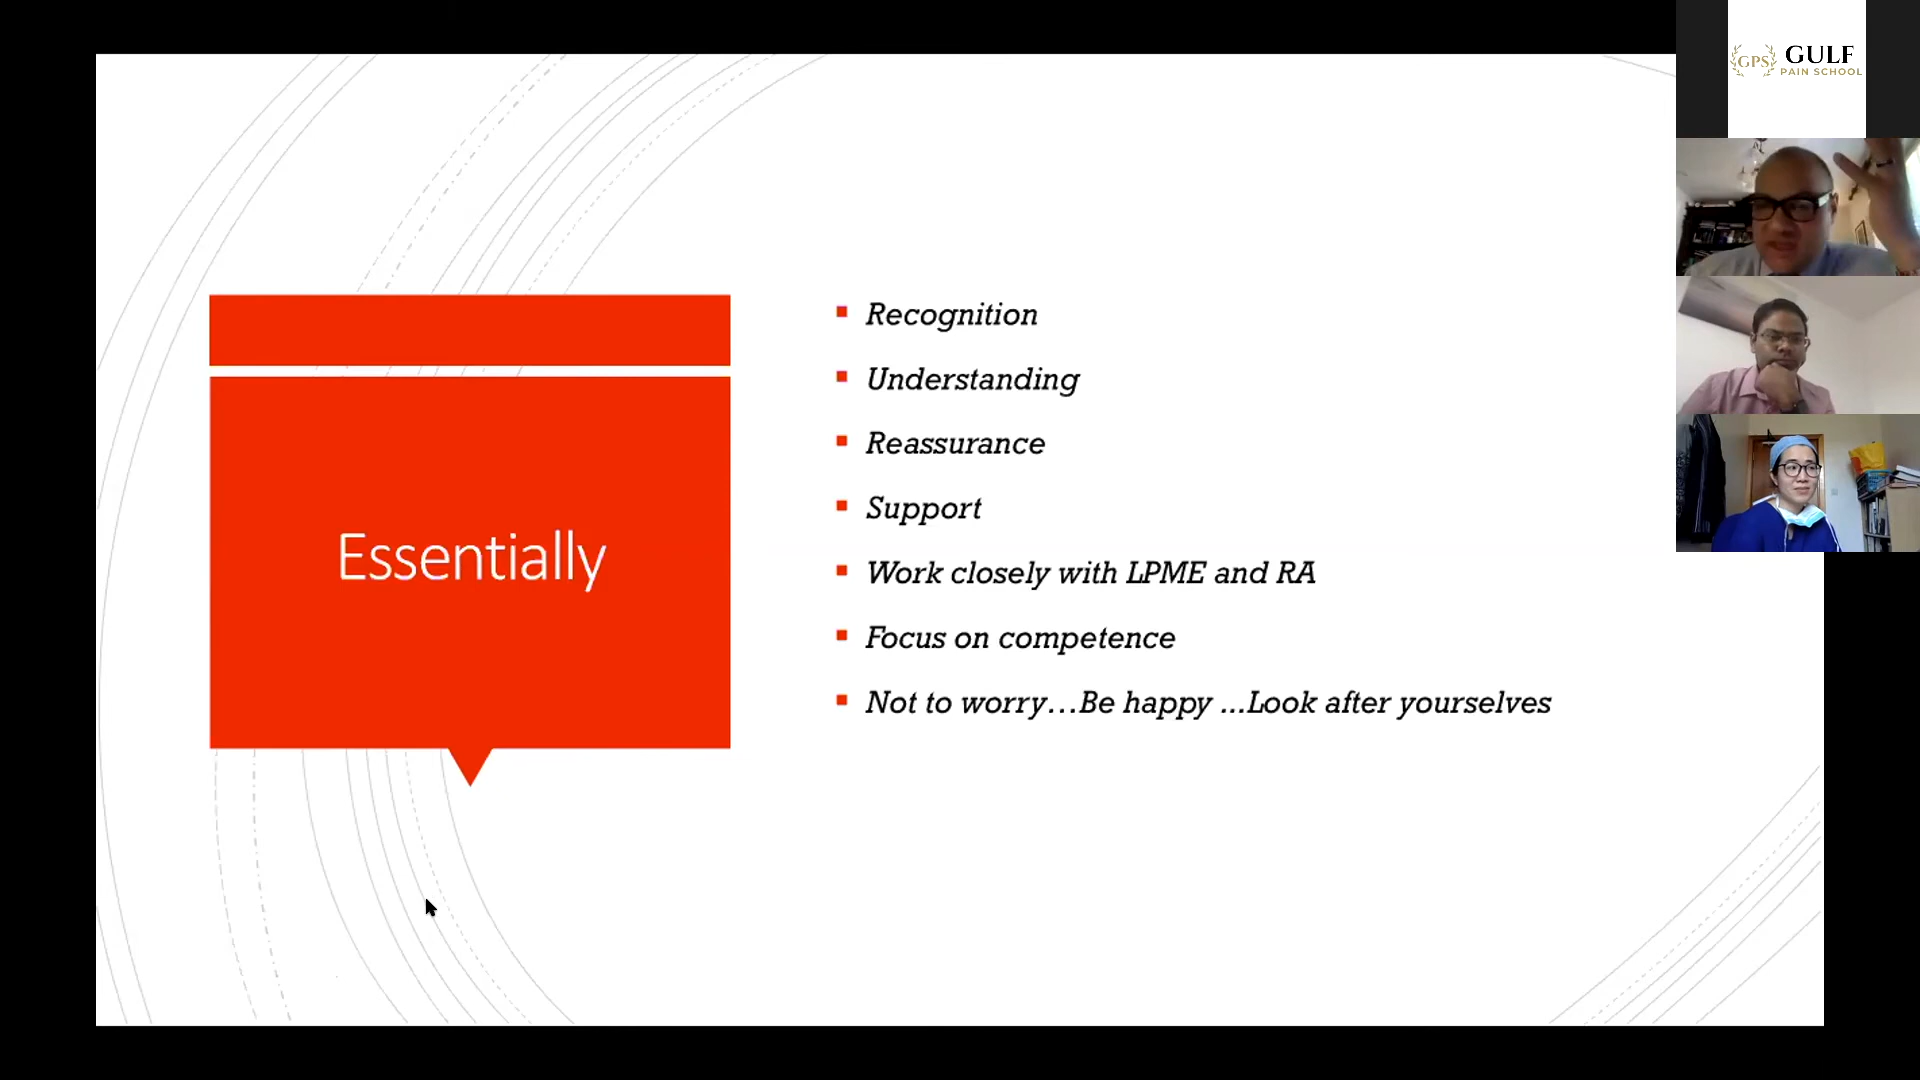 GPS GULF
PAIN SCHOOL
Essentially
Recognition
Understanding
Reassurance
Support
Work closely with LPME and RA
Focus on competence
Not to worry…Be happy ...Look after yourselves